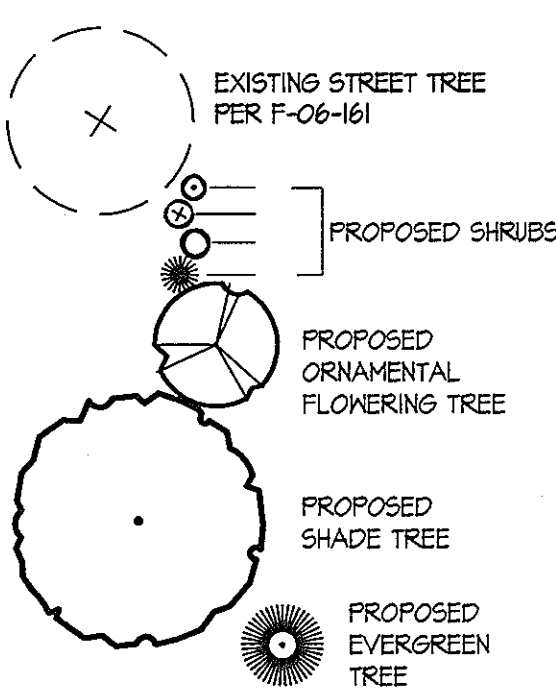 EXISTING STREET TREE
PER F-06-161
PROPOSED SHRUBS
PROPOSED
ORNAMENTAL
FLOWERING TREE
PROPOSED
SHADE TREE
PROPOSED
EVERGREEN
TREE